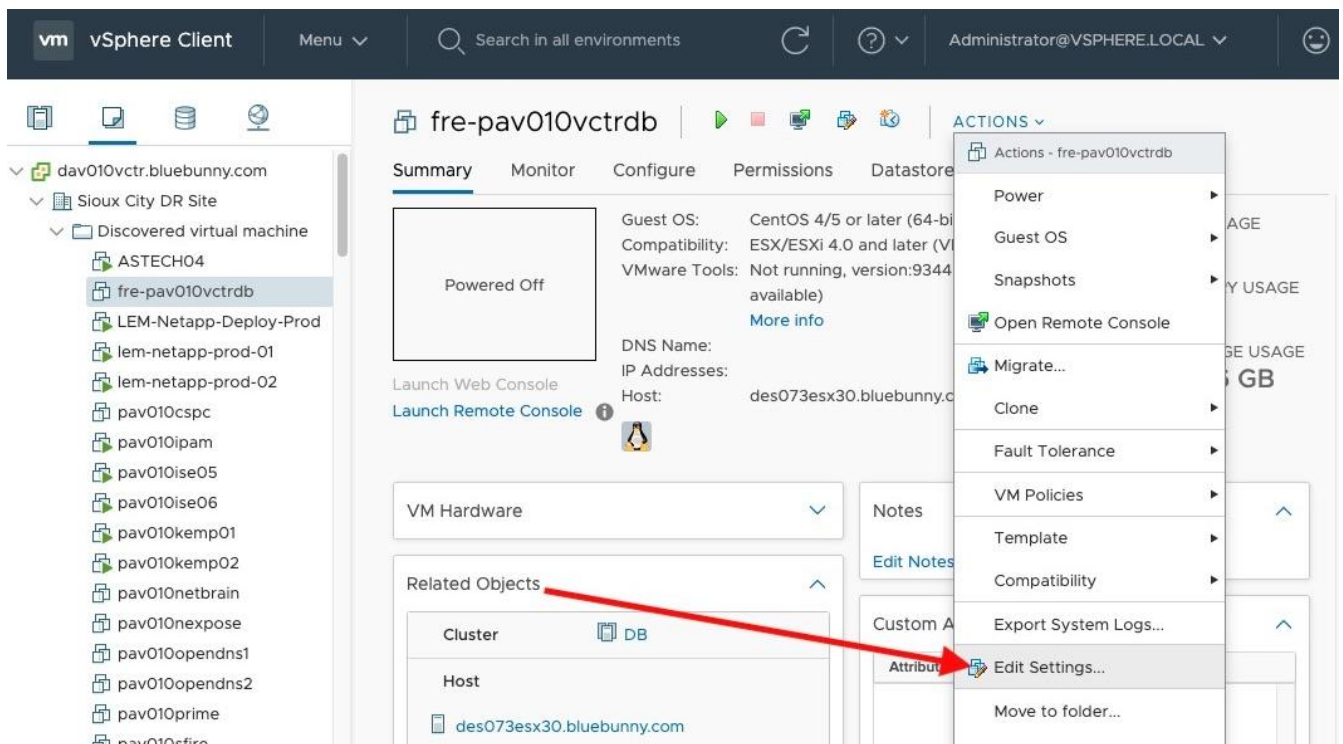 vm vSphere Client Menu Search in all environments Administrator@VSPHERE.LOCAL
fre-pav010vctrdb ACTIONS
Summary Monitor Configure Permissions Datastore
dav010vctr.bluebunny.com
Sioux City DR Site
Discovered virtual machine
ASTECH04
fre-pav010vctrdb
LEM-Netapp-Deploy-Prod
lem-netapp-prod-01
lem-netapp-prod-02
pav010cspc
pav010ipam
pav010ise05
pav010ise06
pav010kemp01
pav010kemp02
pav010netbrain
pav010nexpose
pav010opendns1
pav010opendns2
pav010prime
Powered Off
Launch Web Console
Launch Remote Console
Guest OS: CentOS 4/5 or later (64-bi
Compatibility: ESX/ESXi 4.0 and later (V
VMware Tools: Not running, version:9344
available)
More info
DNS Name:
IP Addresses:
Host: des073esx30.bluebunny.c
VM Hardware
Related Objects
Cluster DB
Host
des073esx30.bluebunny.com
Notes
Edit Notes
Custom A
Attribut
Actions - fre-pav010vctrdb
Power
Guest OS
Snapshots
Open Remote Console
Migrate...
Clone
Fault Tolerance
VM Policies
Template
Compatibility
Export System Logs...
Edit Settings...
Move to folder...
AGE
Y USAGE
GE USAGE
GB